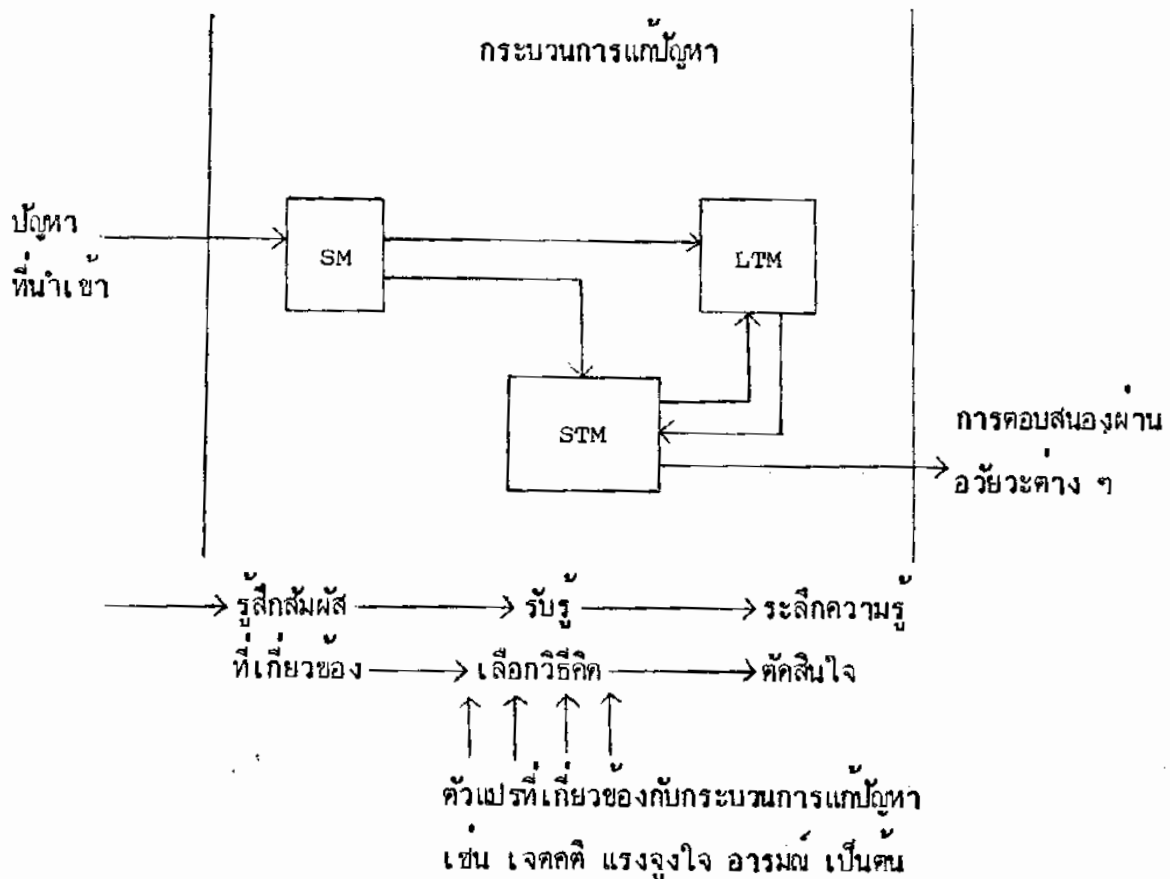 กระบวนการแก้ปัญหา
ปัญหา
ที่นำเข้า
SM
LTM
STM
การตอบสนองผ่าน
อวัยวะต่าง ๆ
รู้สึกสัมผัส รับรู้ ระลึกความรู้
ที่เกี่ยวข้อง เลือกวิธีคิด ตัดสินใจ
ตัวแปรที่เกี่ยวข้องกับกระบวนการแก้ปัญหา
เช่น เจตคติ แรงจูงใจ อารมณ์ เป็นต้น